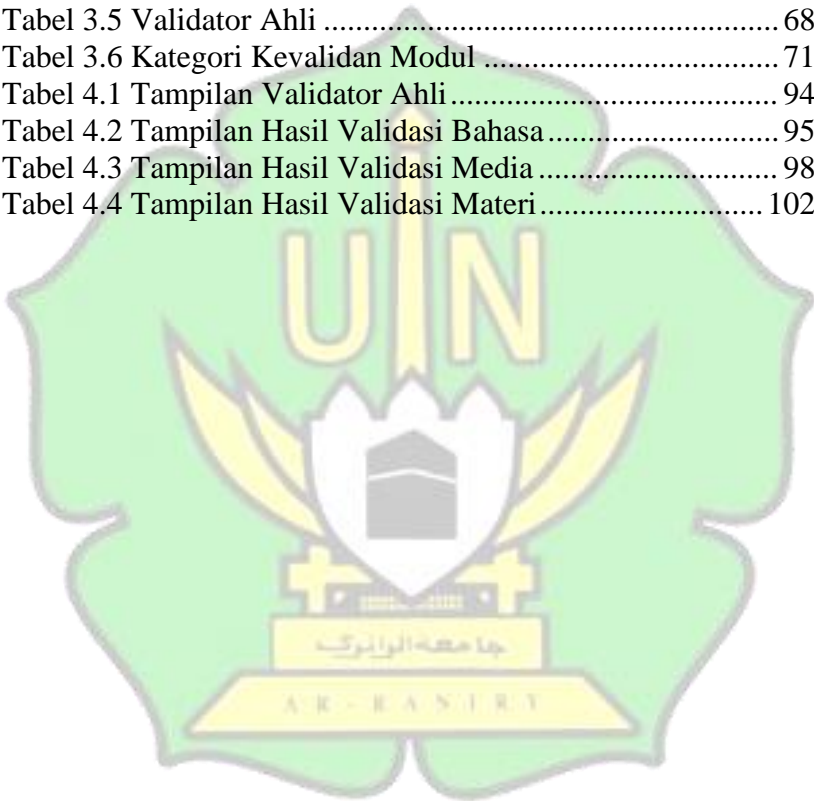 Tabel 3.5 Validator Ahli ......................................................... 68
Tabel 3.6 Kategori Kevalidan Modul ..................................... 71
Tabel 4.1 Tampilan Validator Ahli......................................... 94
Tabel 4.2 Tampilan Hasil Validasi Bahasa............................. 95
Tabel 4.3 Tampilan Hasil Validasi Media .............................. 98
Tabel 4.4 Tampilan Hasil Validasi Materi............................ 102
UIN
AR-RANIRY